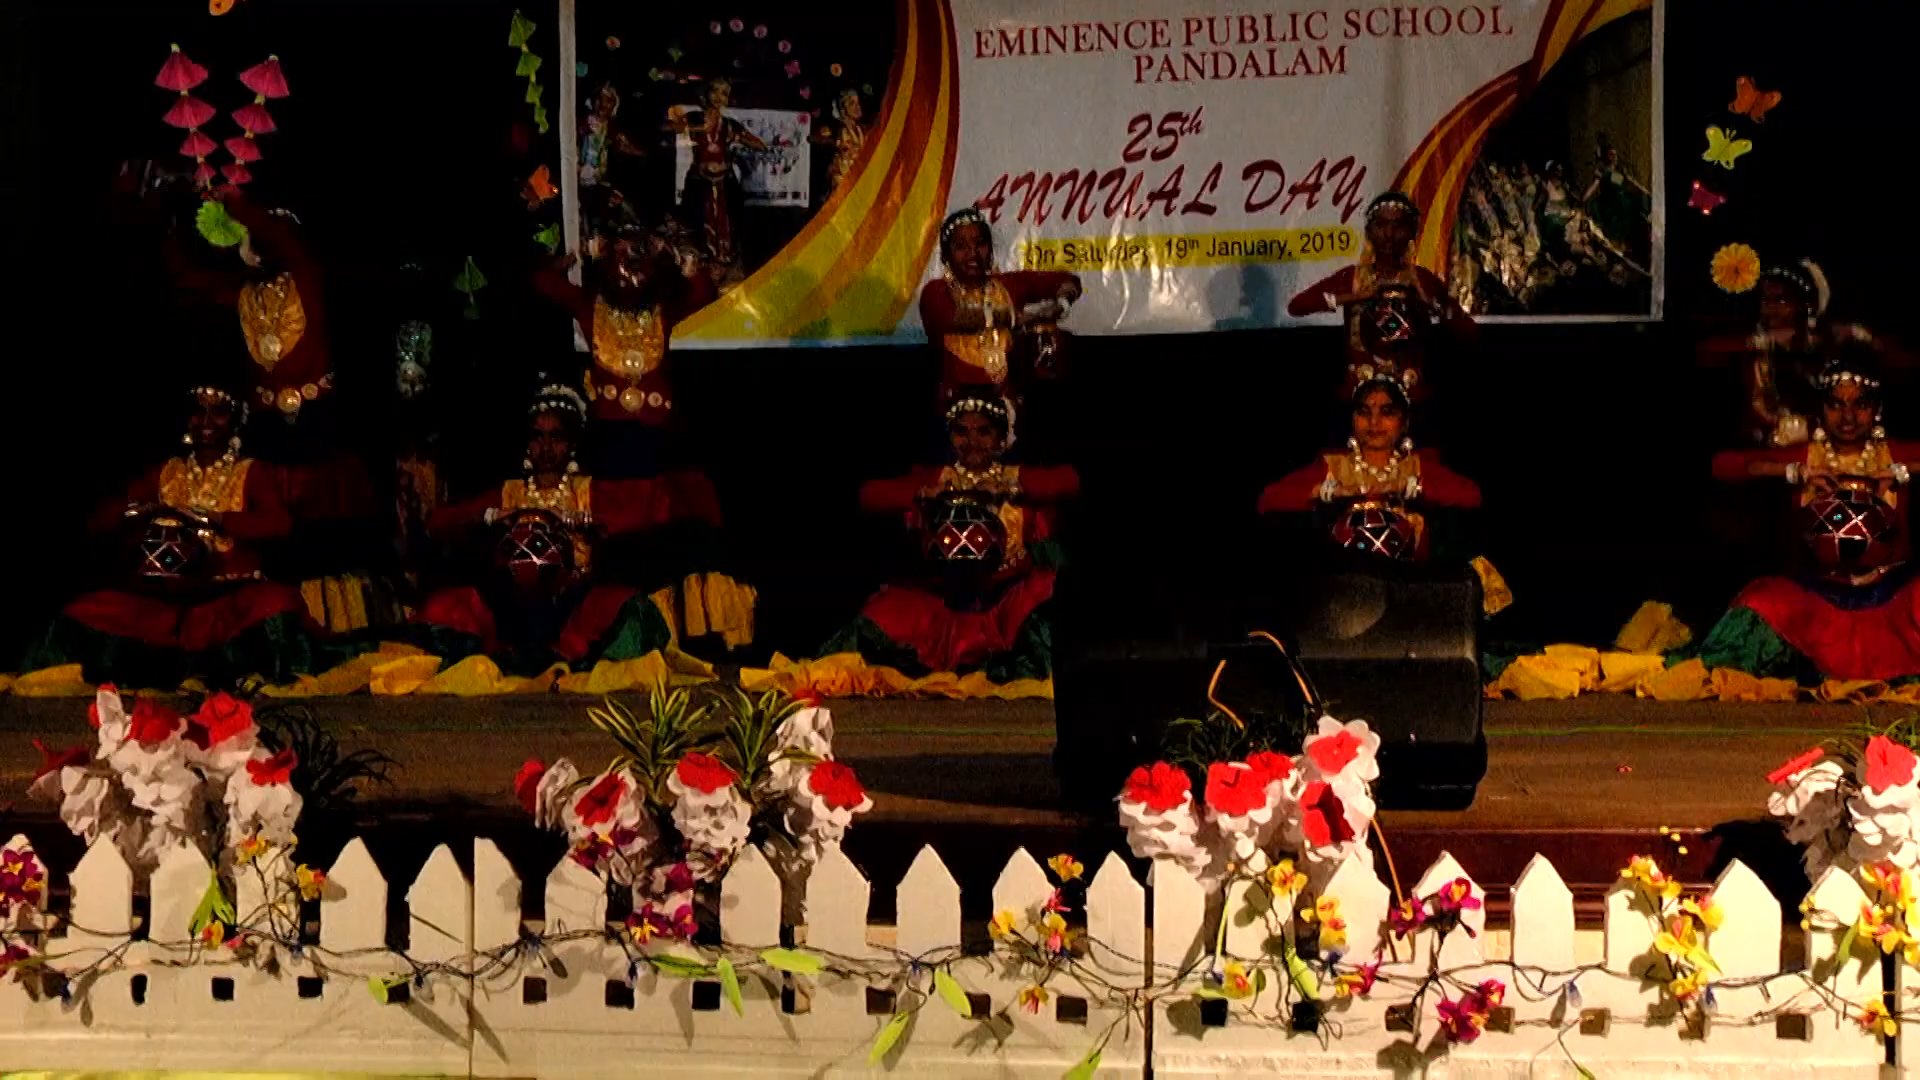 EMINENCE PUBLIC SCHOOL
PANDALAM
25th
ANNUAL DAY
On Saturday, 19th January, 2019